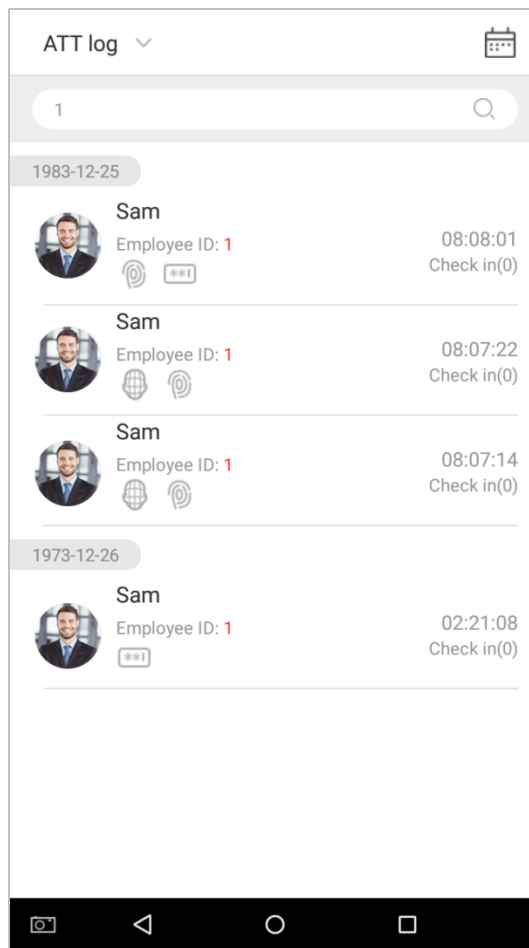 ATT log
1
1983-12-25
Sam
Employee ID: 1
08:08:01
Check in(0)
**|
Sam
Employee ID: 1
08:07:22
Check in(0)
Sam
Employee ID: 1
08:07:14
Check in(0)
1973-12-26
Sam
Employee ID: 1
02:21:08
Check in(0)
**|